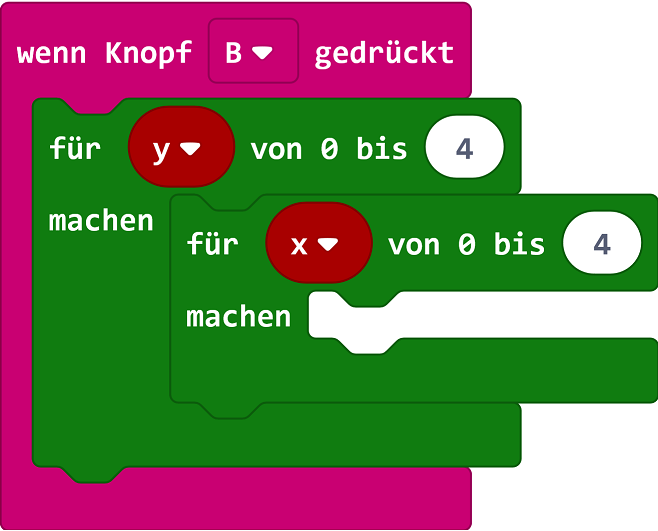 wenn Knopf B gedrückt
für y von 0 bis 4
machen
für x von 0 bis 4
machen